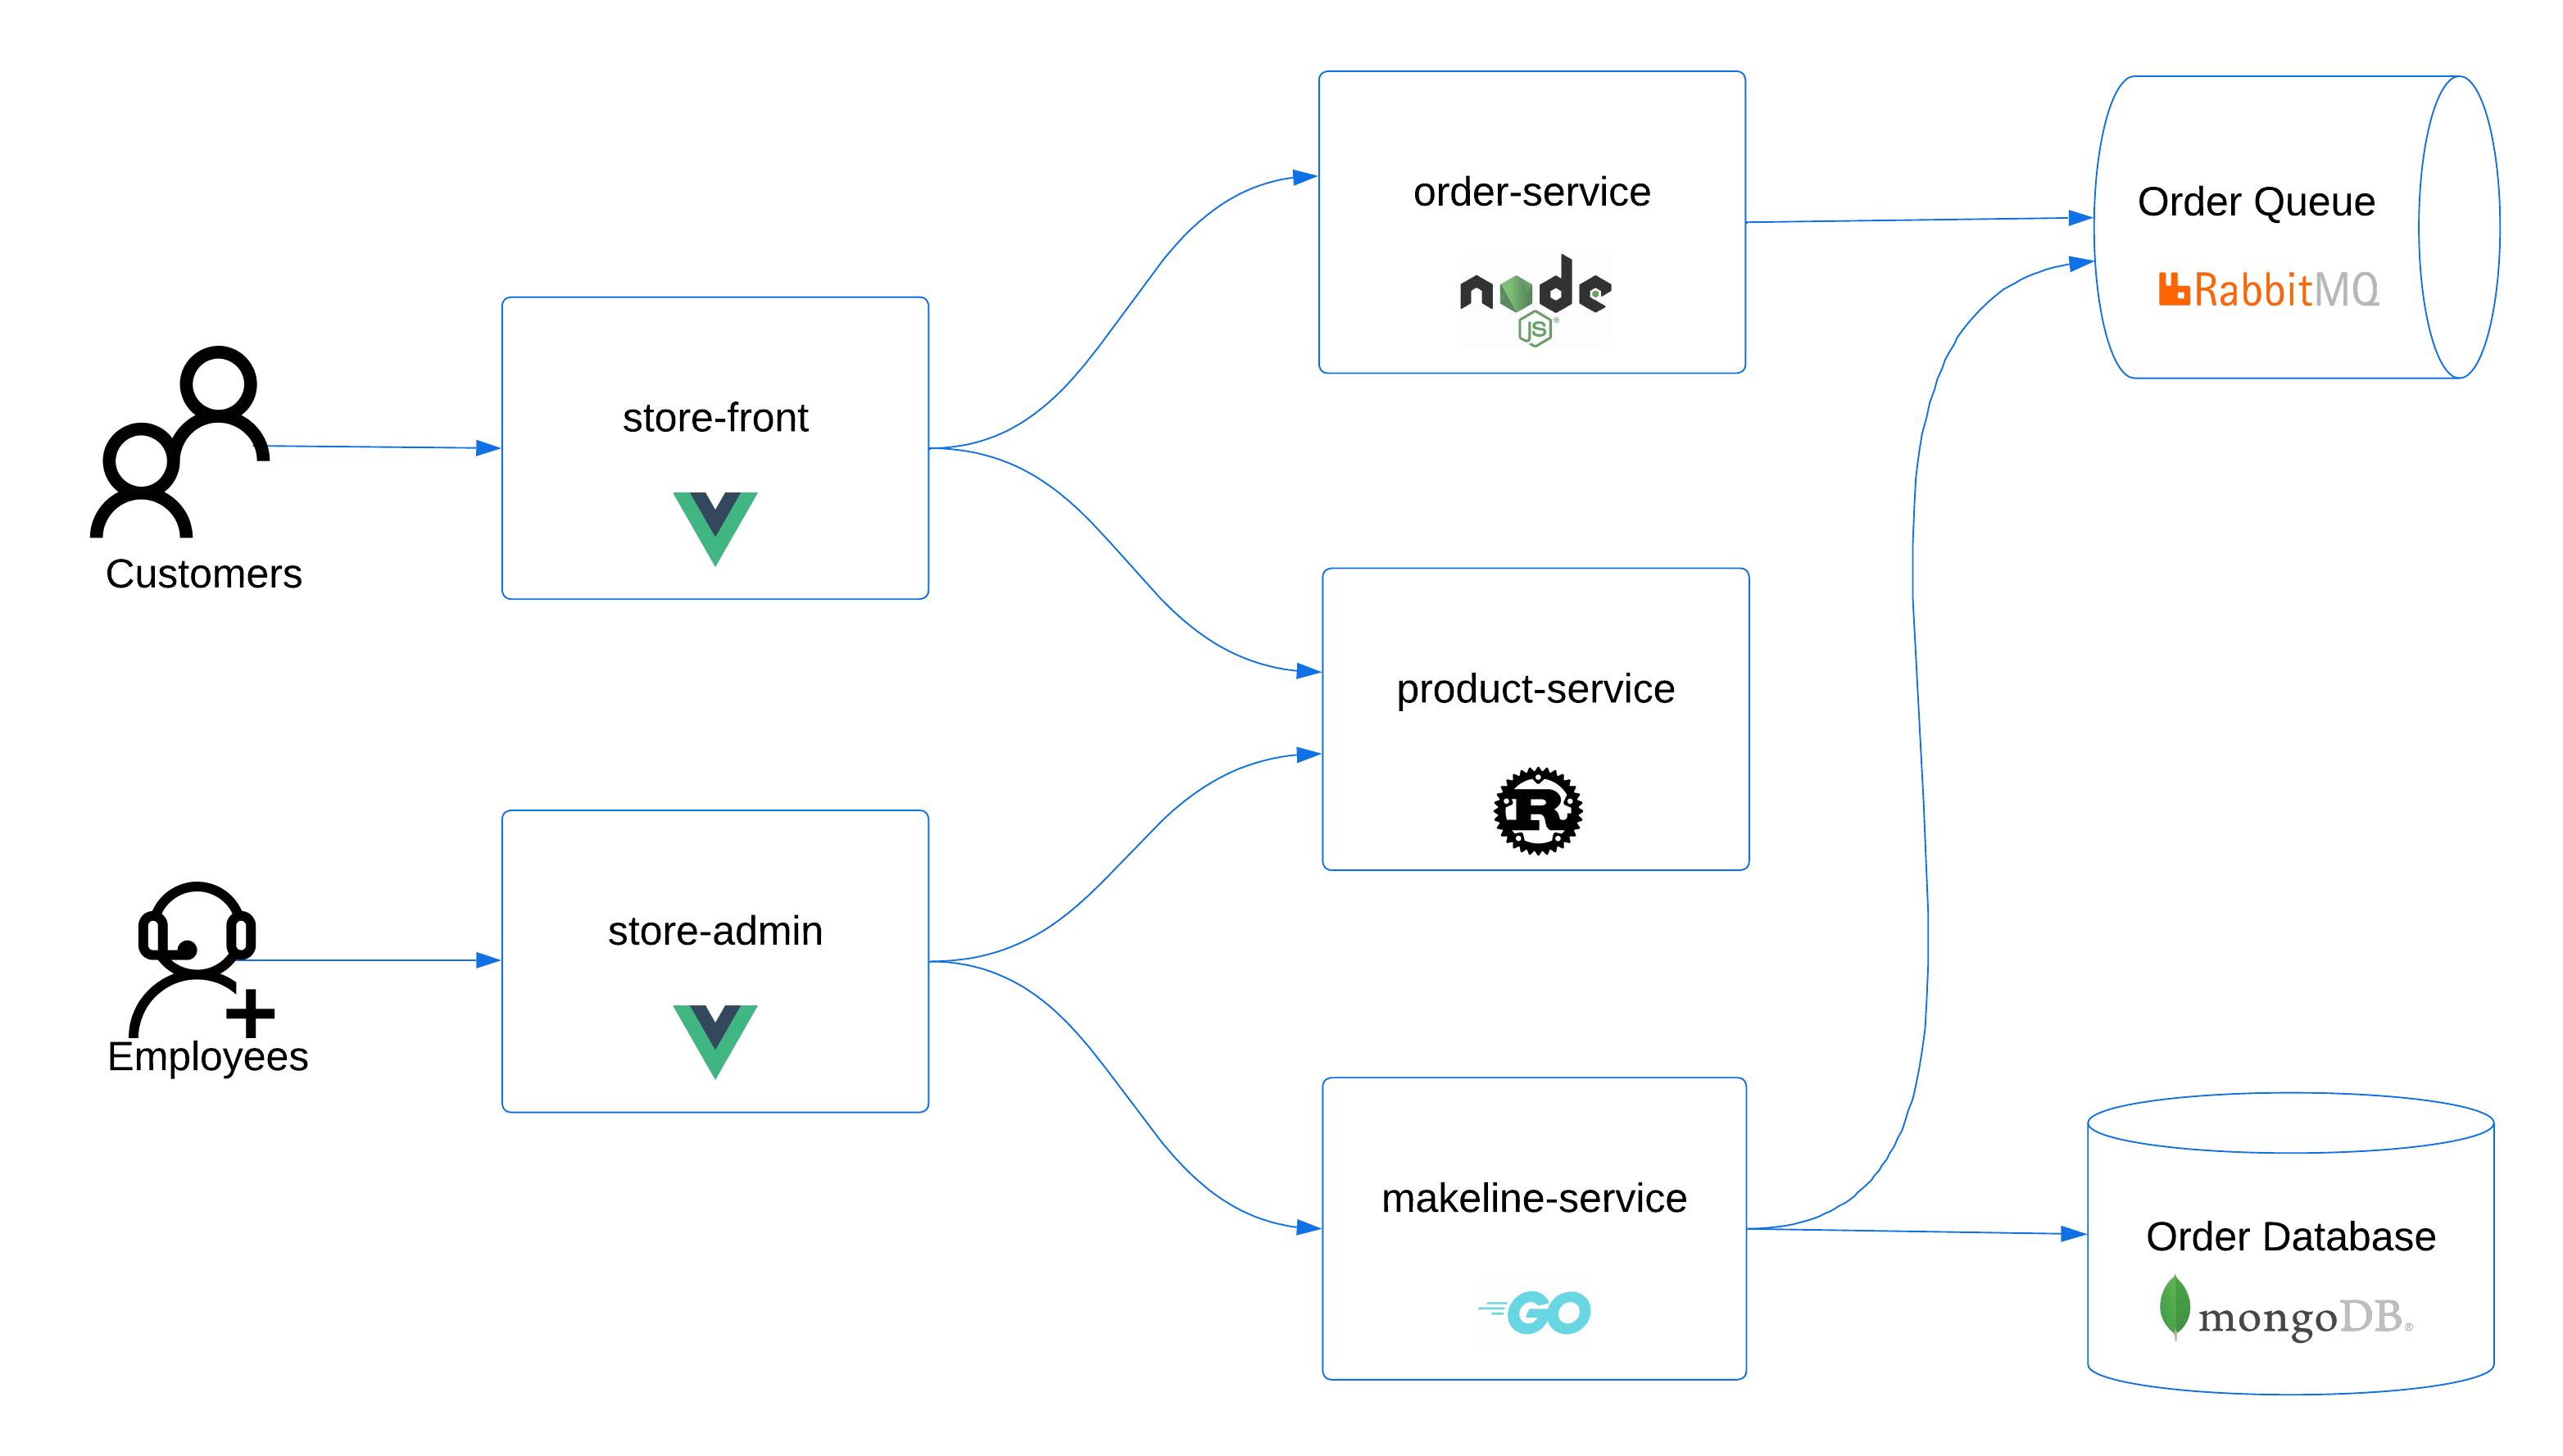 Customers
Employees
store-front
store-admin
order-service
node
JS
®
product-service
R
makeline-service
GO
Order Queue
RabbitMQ
Order Database
mongoDB®